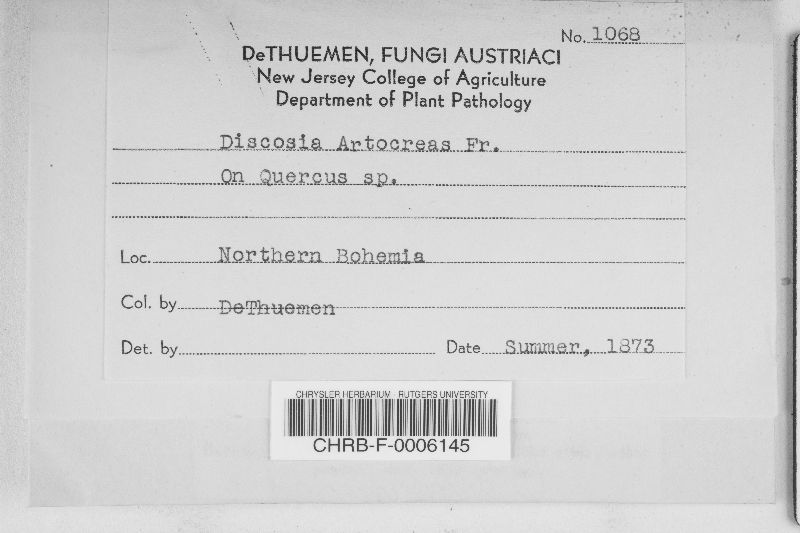 No. 1068
DeTHUEMEN, FUNGI AUSTRIACI
New Jersey College of Agriculture
Department of Plant Pathology
Discosia Artocreas Fr.
On Quercus sp.
Loc. Northern Bohemia
Col. by DeThuemen
Det. by
Date Summer, 1873
CHRYSLER HERBARIUM - RUTGERS UNIVERSITY
CHRB-F-0006145